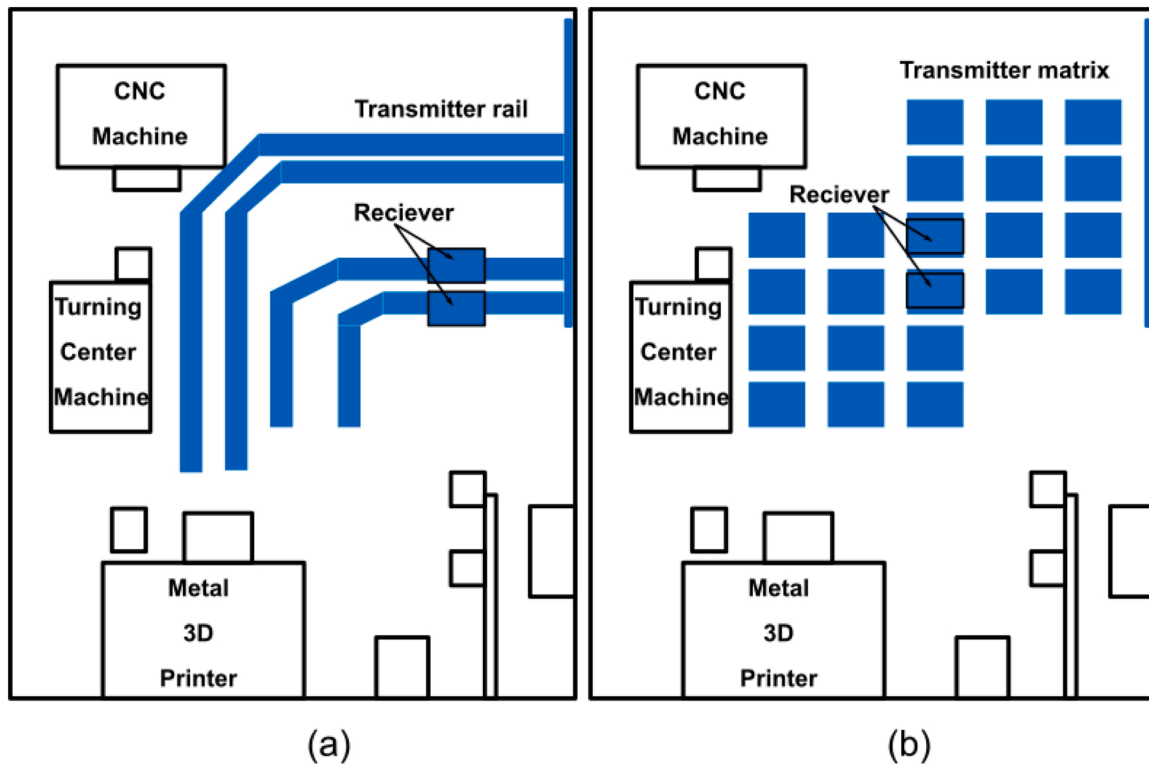 CNC
Machine
Transmitter rail
Reciever
Turning
Center
Machine
Metal
3D
Printer
(a)
CNC
Machine
Transmitter matrix
Reciever
Turning
Center
Machine
Metal
3D
Printer
(b)